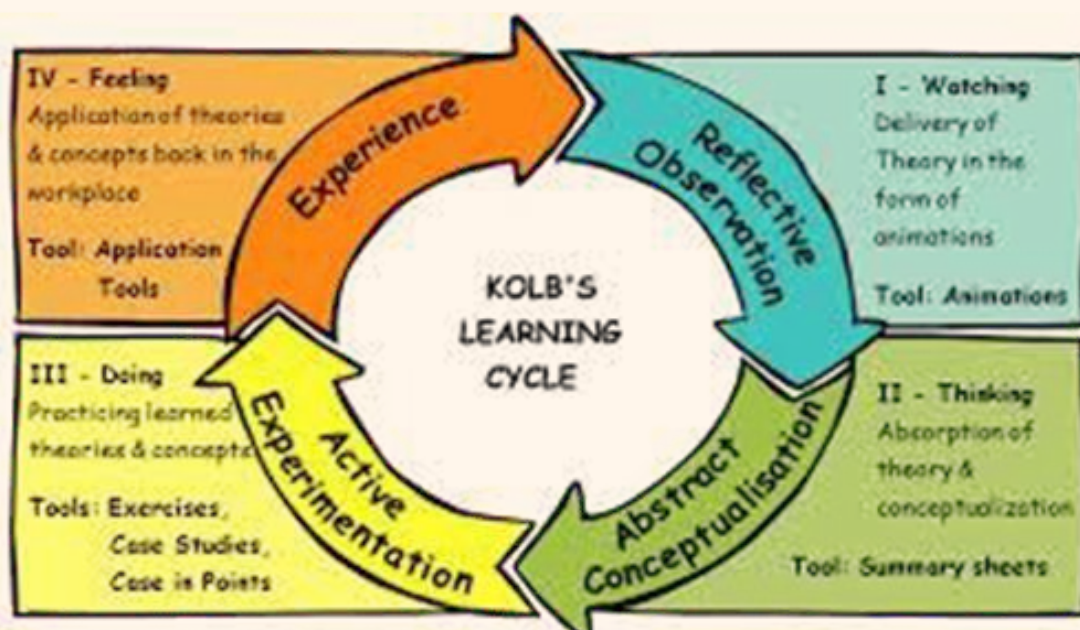 IV - Feeling
Application of theories
& concepts back in the
workplace
Tool: Application
Tools
Experience
Reflective
Observation
I - Watching
Delivery of
Theory in the
form of
animations
Tool: Animations
KOLB'S
LEARNING
CYCLE
III - Doing
Practicing learned
theories & concepts
Tools: Exercises,
Case Studies,
Case in Points
Active
Experimentation
Abstract
Conceptualisation
II - Thinking
Absorption of
theory &
conceptualization
Tool: Summary sheets